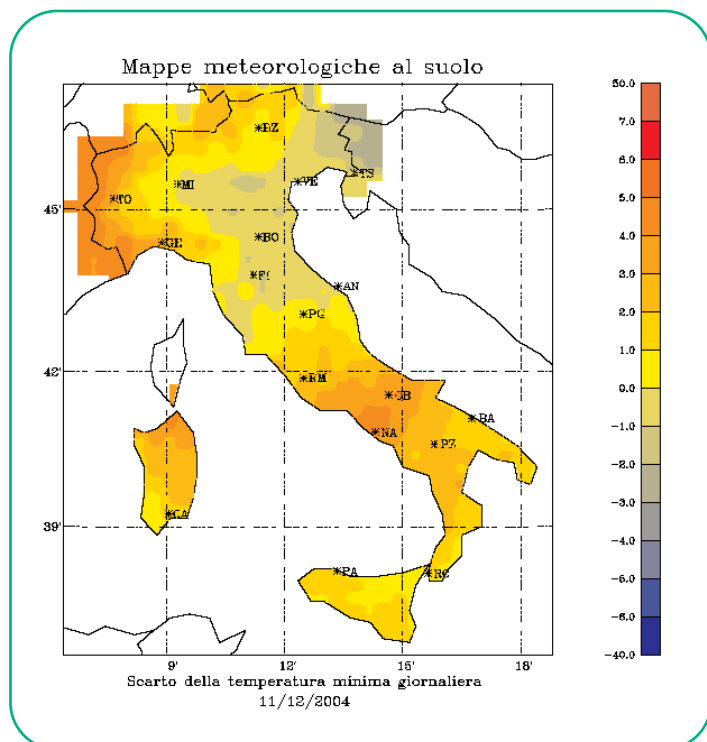 Mappe meteorologiche al suolo
50.0
7.0
6.0
5.0
4.0
3.0
2.0
1.0
0.0
-1.0
-2.0
-3.0
-4.0
-6.0
-6.0
-40.0
BZ
TS
MI
VE
TO
45'
BO
GE
FI
AN
PG
42'
RM
CB
BA
NA
PZ
CA
39'
PA
RC
9'
12'
15'
18'
Scarto della temperatura minima giornaliera
11/12/2004